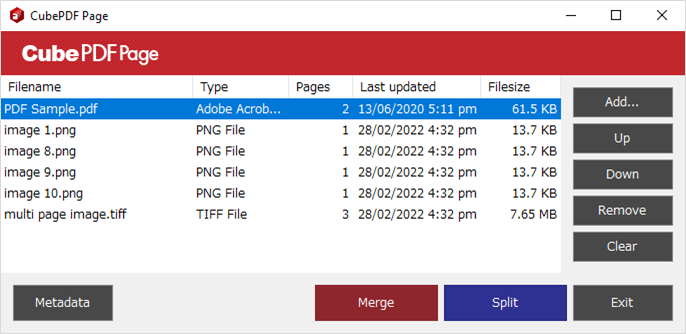 CubePDF Page
CubePDF Page
Filename Type Pages Last updated Filesize
PDF Sample.pdf Adobe Acrob... 2 13/06/2020 5:11 pm 61.5 KB
image 1.png PNG File 1 28/02/2022 4:32 pm 13.7 KB
image 8.png PNG File 1 28/02/2022 4:32 pm 13.7 KB
image 9.png PNG File 1 28/02/2022 4:32 pm 13.7 KB
image 10.png PNG File 1 28/02/2022 4:32 pm 13.7 KB
multi page image.tiff TIFF File 3 28/02/2022 4:32 pm 7.65 MB
Add...
Up
Down
Remove
Clear
Metadata Merge Split Exit